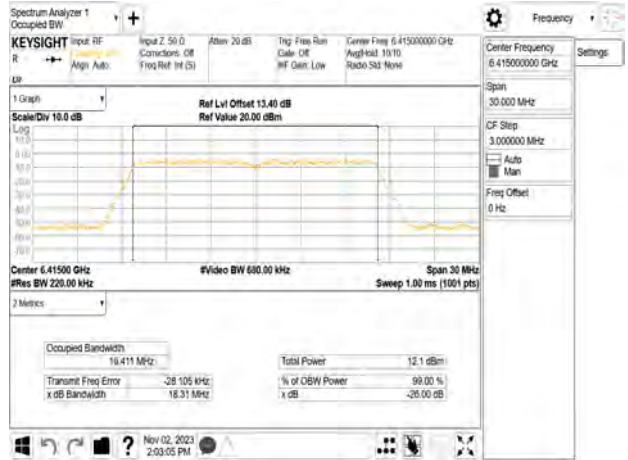 Spectrum Analyzer 1
Occupied BW
KEYSIGHT
R
Input: RF
Align: Auto
Input Z: 50 Ω
Corrections: Off
Freq Ref: Int (S)
Atten: 20 dB
Trig: Free Run
Gate: Off
#IF Gain: Low
Center Freq: 6.415000000 GHz
Avg|Hold: 10/10
Radio Std: None
1 Graph
Scale/Div 10.0 dB
Ref Lvl Offset 13.40 dB
Ref Value 20.00 dBm
Log
Center 6.41500 GHz
#Res BW 220.00 kHz
#Video BW 680.00 kHz
Span 30 MHz
Sweep 1.00 ms (1001 pts)
2 Metrics
Occupied Bandwidth
16.411 MHz
Total Power 12.1 dBm
Transmit Freq Error -28.105 kHz
% of OBW Power 99.00 %
x dB Bandwidth 18.31 MHz
x dB -26.00 dB
Nov 02, 2023
2:03:05 PM
Frequency
Settings
Center Frequency
6.415000000 GHz
Span
30.000 MHz
CF Step
3.000000 MHz
Auto
Man
Freq Offset
0 Hz